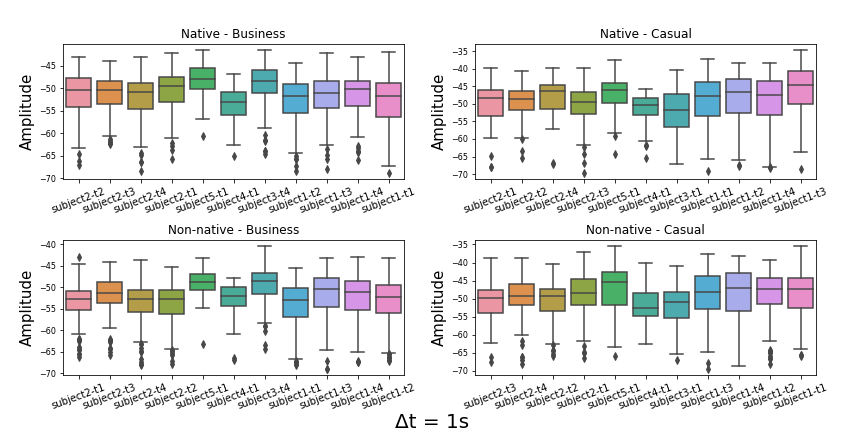 Native - Business
Amplitude
−45
−50
−55
−60
−65
−70
subject2-t2
subject2-t3
subject2-t4
subject2-t1
subject5-t1
subject4-t1
subject3-t4
subject1-t2
subject1-t3
subject1-t4
subject1-t1
Native - Casual
Amplitude
−35
−40
−45
−50
−55
−60
−65
−70
subject2-t1
subject2-t2
subject2-t4
subject2-t3
subject5-t1
subject4-t1
subject3-t4
subject1-t1
subject1-t4
subject1-t2
subject1-t3
Non-native - Business
Amplitude
−40
−45
−50
−55
−60
−65
−70
subject2-t1
subject2-t3
subject2-t4
subject2-t2
subject5-t1
subject4-t1
subject3-t4
subject1-t1
subject1-t3
subject1-t4
subject1-t2
Non-native - Casual
Amplitude
−35
−40
−45
−50
−55
−60
−65
−70
subject2-t3
subject2-t4
subject2-t1
subject2-t2
subject5-t1
subject4-t1
subject3-t4
subject1-t3
subject1-t4
subject1-t2
subject1-t1
Δt = 1s